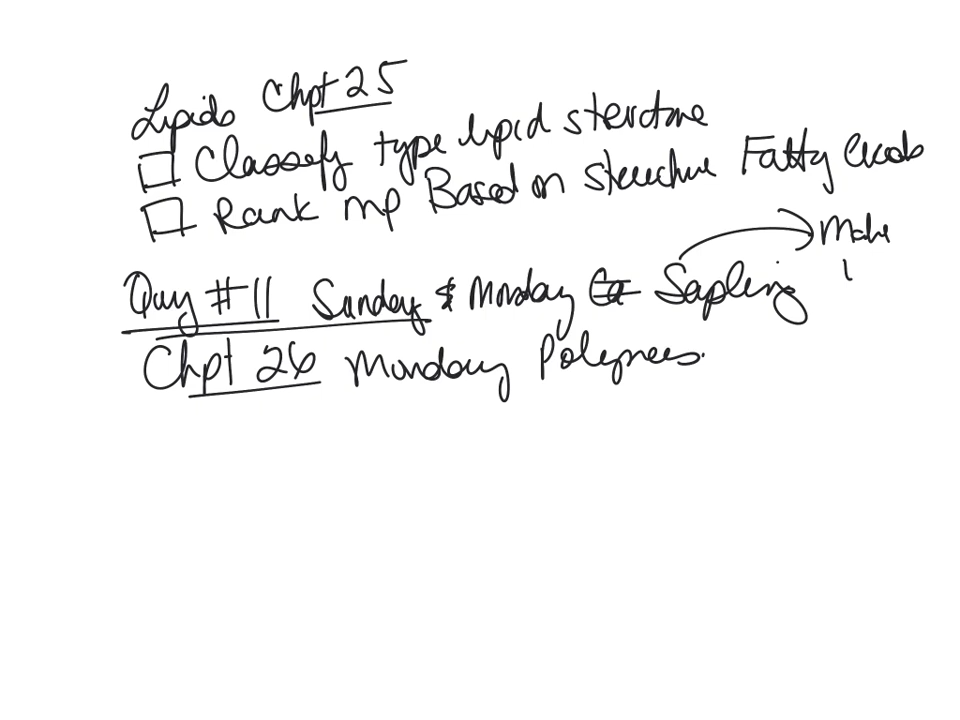 Lipids Chpt 25
Classify type lipid structure
Rank mp Based on structure Fatty Acids
Quiz #11 Sunday & Monday Sapling → Make
Chpt 26 Monday Polymers.